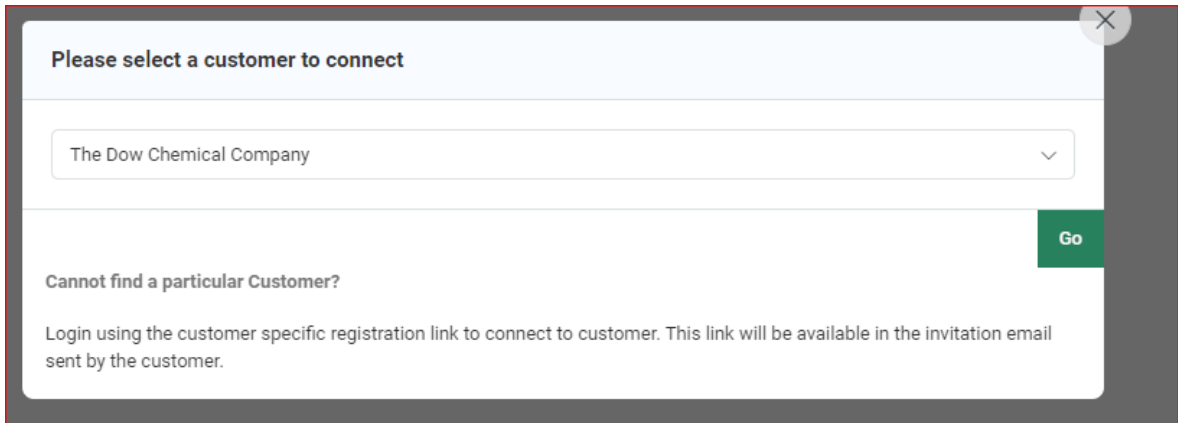 Please select a customer to connect
The Dow Chemical Company
Go
Cannot find a particular Customer?
Login using the customer specific registration link to connect to customer. This link will be available in the invitation email
sent by the customer.